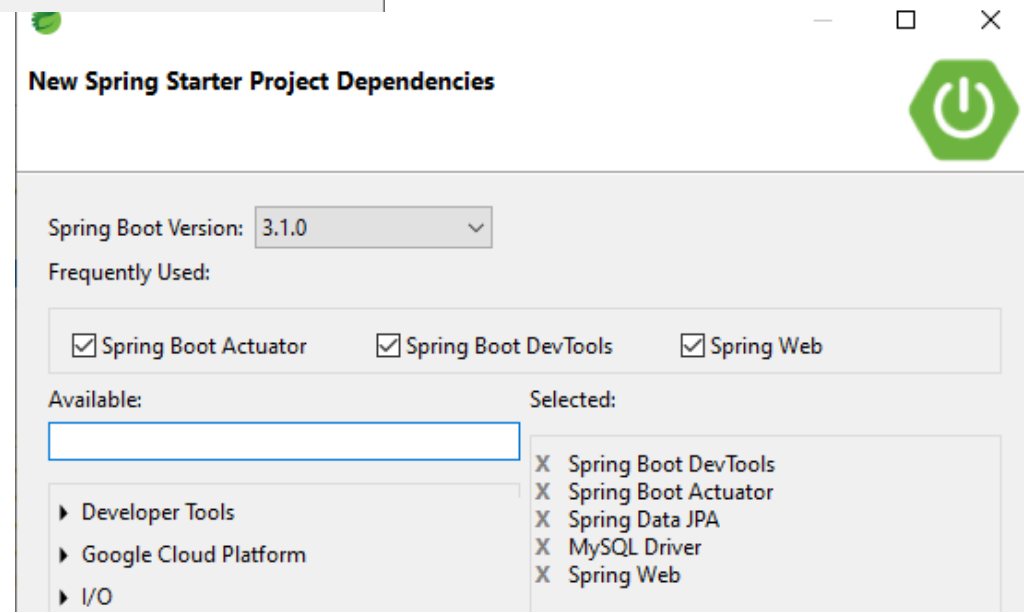 New Spring Starter Project Dependencies
Spring Boot Version: 3.1.0
Frequently Used:
Spring Boot Actuator Spring Boot DevTools Spring Web
Available:
Selected:
X Spring Boot DevTools
X Spring Boot Actuator
X Spring Data JPA
X MySQL Driver
X Spring Web
Developer Tools
Google Cloud Platform
I/O